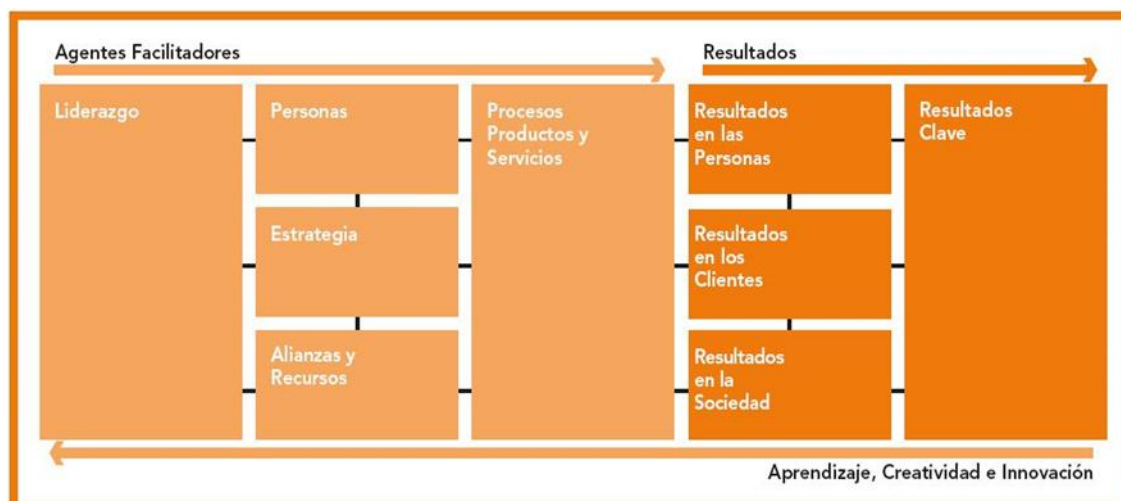 Agentes Facilitadores
Resultados
Liderazgo
Personas
Procesos
Productos y
Servicios
Resultados
en las
Personas
Resultados
Clave
Estrategia
Resultados
en los
Clientes
Alianzas y
Recursos
Resultados
en la
Sociedad
Aprendizaje, Creatividad e Innovación